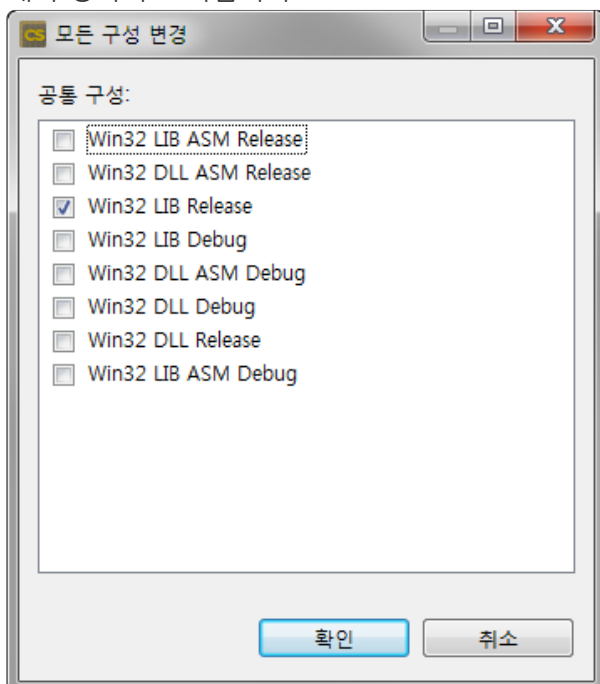 CS 모든 구성 변경
공통 구성:
Win32 LIB ASM Release
Win32 DLL ASM Release
Win32 LIB Release
Win32 LIB Debug
Win32 DLL ASM Debug
Win32 DLL Debug
Win32 DLL Release
Win32 LIB ASM Debug
확인 취소